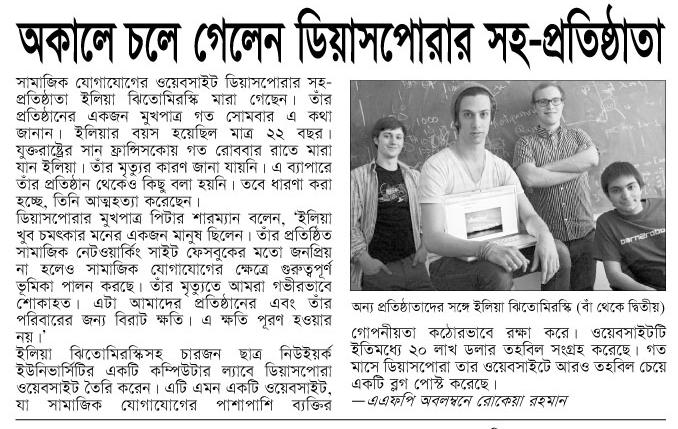 অকালে চলে গেলেন ডিয়াসপোরার সহ-প্রতিষ্ঠাতা
সামাজিক যোগাযোগের ওয়েবসাইট ডিয়াসপোরার সহ-
প্রতিষ্ঠাতা ইলিয়া ঝিতোমিরস্কি মারা গেছেন। তাঁর
প্রতিষ্ঠানের একজন মুখপাত্র গত সোমবার এ কথা
জানান। ইলিয়ার বয়স হয়েছিল মাত্র ২২ বছর।
যুক্তরাষ্ট্রের সান ফ্রান্সিসকোয় গত রোববার রাতে মারা
যান ইলিয়া। তাঁর মৃত্যুর কারণ জানা যায়নি। এ ব্যাপারে
তাঁর প্রতিষ্ঠান থেকেও কিছু বলা হয়নি। তবে ধারণা করা
হচ্ছে, তিনি আত্মহত্যা করেছেন।
ডিয়াসপোরার মুখপাত্র পিটার শারম্যান বলেন, ‘ইলিয়া
খুব চমৎকার মনের একজন মানুষ ছিলেন। তাঁর প্রতিষ্ঠিত
সামাজিক নেটওয়ার্কিং সাইট ফেসবুকের মতো জনপ্রিয়
না হলেও সামাজিক যোগাযোগের ক্ষেত্রে গুরুত্বপূর্ণ
ভূমিকা পালন করছে। তাঁর মৃত্যুতে আমরা গভীরভাবে
শোকাহত। এটা আমাদের প্রতিষ্ঠানের এবং তাঁর
পরিবারের জন্য বিরাট ক্ষতি। এ ক্ষতি পূরণ হওয়ার
নয়।’
ইলিয়া ঝিতোমিরস্কিসহ চারজন ছাত্র নিউইয়র্ক
ইউনিভার্সিটির একটি কম্পিউটার ল্যাবে ডিয়াসপোরা
ওয়েবসাইট তৈরি করেন। এটি এমন একটি ওয়েবসাইট,
যা সামাজিক যোগাযোগের পাশাপাশি ব্যক্তির
অন্য প্রতিষ্ঠাতাদের সঙ্গে ইলিয়া ঝিতোমিরস্কি (বাঁ থেকে দ্বিতীয়)
গোপনীয়তা কঠোরভাবে রক্ষা করে। ওয়েবসাইটটি
ইতিমধ্যে ২০ লাখ ডলার তহবিল সংগ্রহ করেছে। গত
মাসে ডিয়াসপোরা তার ওয়েবসাইটে আরও তহবিল চেয়ে
একটি ব্লগ পোস্ট করেছে।
—এএফপি অবলম্বনে রোকেয়া রহমান